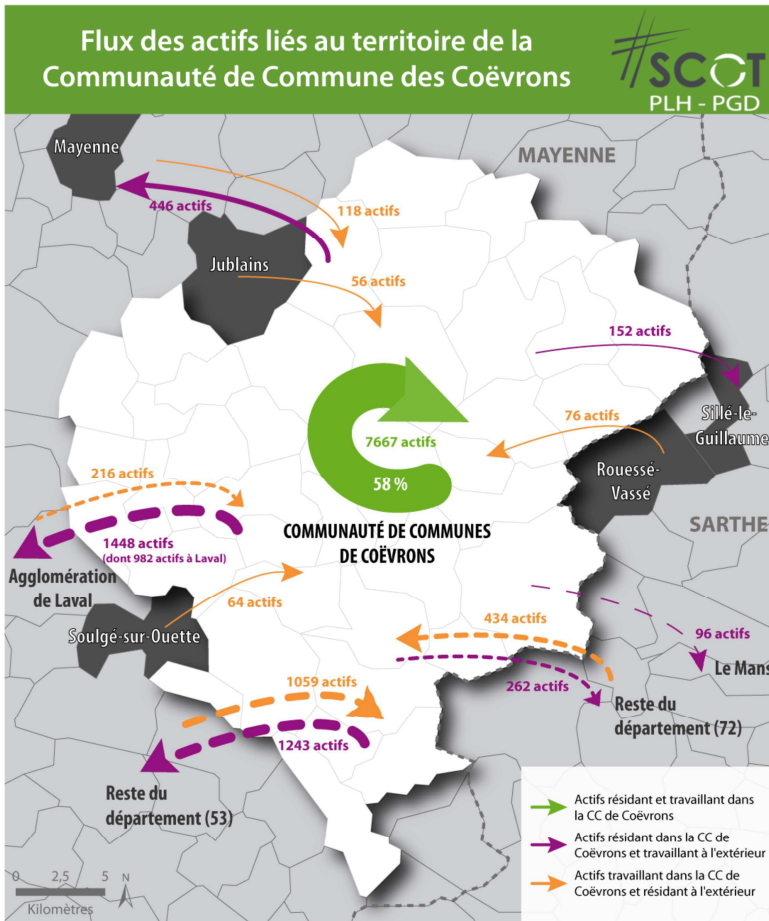 Flux des actifs liés au territoire de la
Communauté de Commune des Coëvrons
SCOT
PLH - PGD
Mayenne
MAYENNE
446 actifs
118 actifs
Jublains
56 actifs
152 actifs
Sillé-le-
Guillaume
76 actifs
Rouessé-
Vassé
7667 actifs
58 %
216 actifs
SARTHE
COMMUNAUTÉ DE COMMUNES
DE COËVRONS
1448 actifs
(dont 982 actifs à Laval)
Agglomération
de Laval
64 actifs
Soulgé-sur-Ouette
434 actifs
96 actifs
Le Mans
262 actifs
Reste du
département (72)
1059 actifs
1243 actifs
Reste du
département (53)
Actifs résidant et travaillant dans
la CC de Coëvrons
Actifs résidant dans la CC de
Coëvrons et travaillant à l'extérieur
Actifs travaillant dans la CC de
Coëvrons et résidant à l'extérieur
0 2,5 5 N
Kilomètres